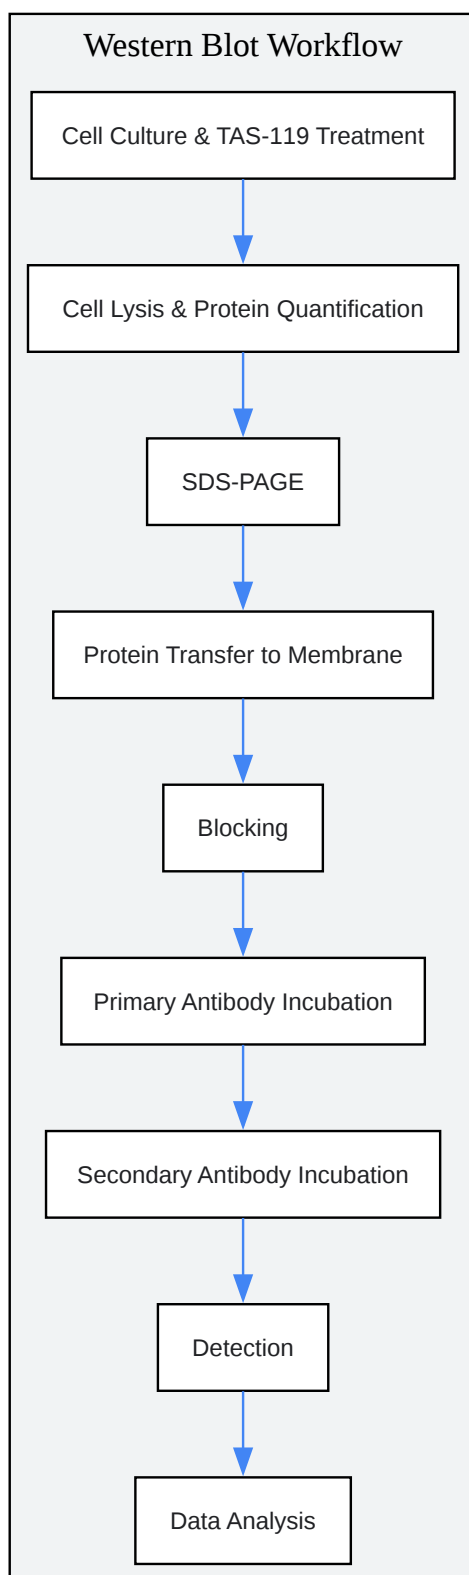 Western Blot Workflow
Cell Culture & TAS-119 Treatment
Cell Lysis & Protein Quantification
SDS-PAGE
Protein Transfer to Membrane
Blocking
Primary Antibody Incubation
Secondary Antibody Incubation
Detection
Data Analysis